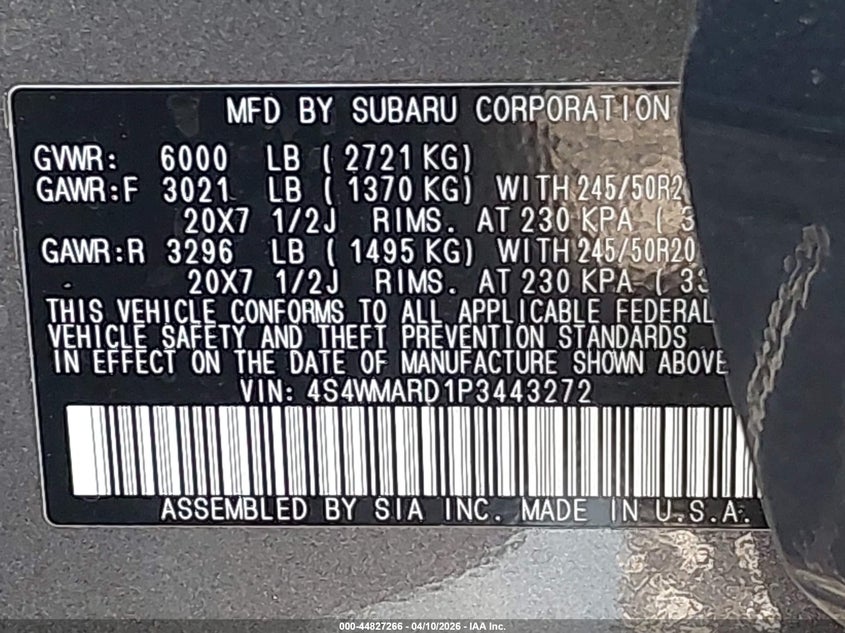 MFD BY SUBARU CORPORATION
GVWR: 6000 LB ( 2721 KG)
GAWR:F 3021 LB ( 1370 KG) WITH 245/50R2
20X7 1/2J RIMS. AT 230 KPA ( 3
GAWR:R 3296 LB ( 1495 KG) WITH 245/50R20
20X7 1/2J RIMS. AT 230 KPA ( 33
THIS VEHICLE CONFORMS TO ALL APPLICABLE FEDERAL
VEHICLE SAFETY AND THEFT PREVENTION STANDARDS
IN EFFECT ON THE DATE OF MANUFACTURE SHOWN ABOVE
VIN: 4S4WMARD1P3443272
ASSEMBLED BY SIA INC. MADE IN U.S.A.
000-44827266 - 04/10/2026 - IAA Inc.